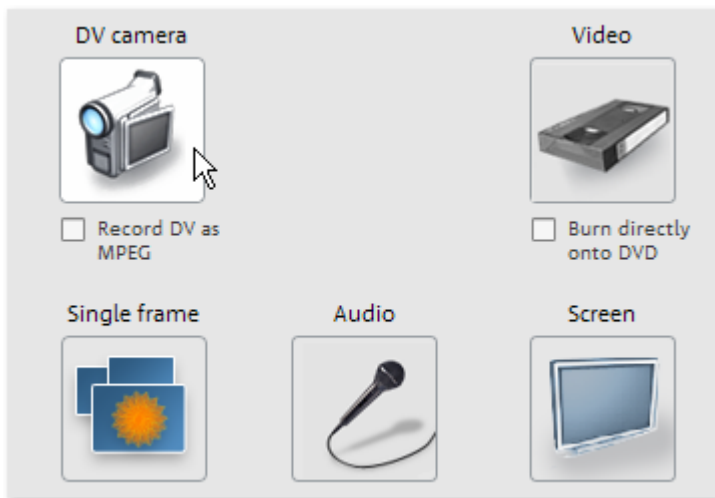 DV camera
Video
Record DV as
MPEG
Burn directly
onto DVD
Single frame
Audio
Screen